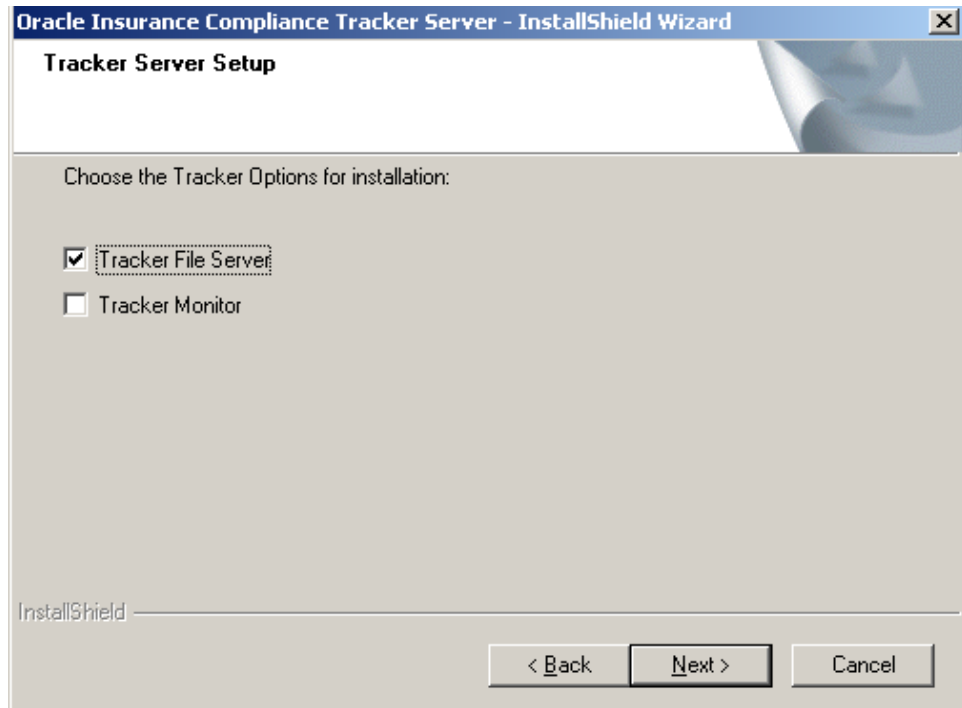 Oracle Insurance Compliance Tracker Server - InstallShield Wizard
Tracker Server Setup
Choose the Tracker Options for installation:
Tracker File Server
Tracker Monitor
InstallShield
< Back
Next >
Cancel